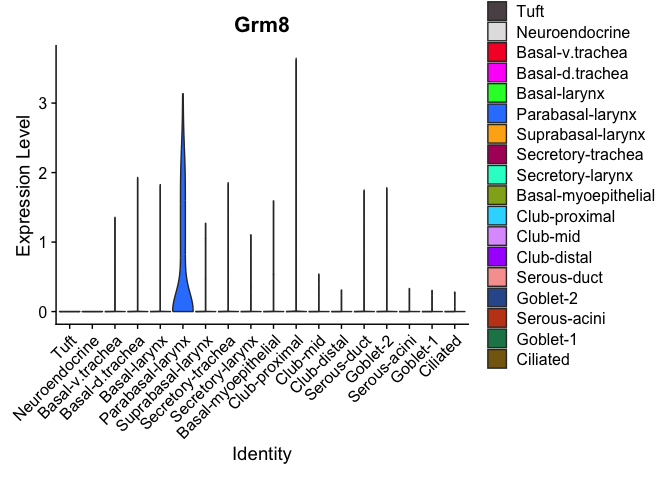 Grm8
Expression Level
3
2
1
0
Tuft
Neuroendocrine
Basal-v.trachea
Basal-d.trachea
Basal-larynx
Parabasal-larynx
Suprabasal-larynx
Secretory-trachea
Secretory-larynx
Basal-myoepithelial
Club-proximal
Club-mid
Club-distal
Serous-duct
Goblet-2
Serous-acini
Goblet-1
Ciliated
Identity
Tuft
Neuroendocrine
Basal-v.trachea
Basal-d.trachea
Basal-larynx
Parabasal-larynx
Suprabasal-larynx
Secretory-trachea
Secretory-larynx
Basal-myoepithelial
Club-proximal
Club-mid
Club-distal
Serous-duct
Goblet-2
Serous-acini
Goblet-1
Ciliated